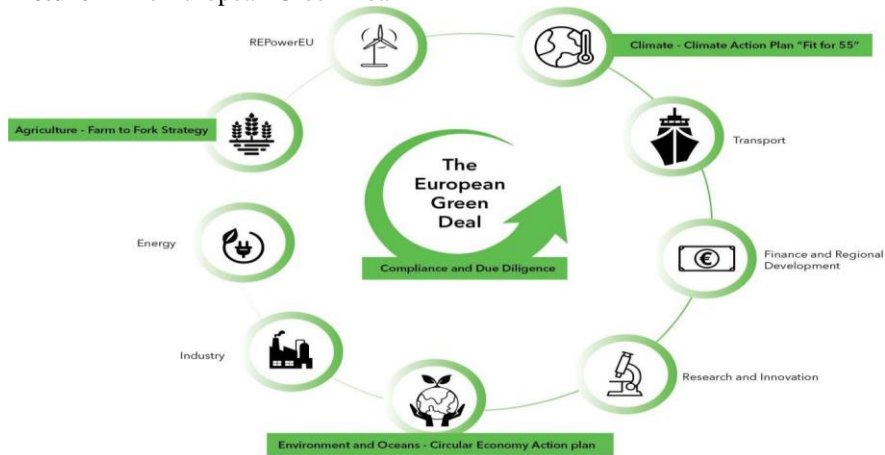 REPowerEU
Climate - Climate Action Plan "Fit for 55"
Agriculture - Farm to Fork Strategy
Transport
The
European
Green
Deal
Energy
Finance and Regional
Development
Compliance and Due Diligence
Industry
Research and Innovation
Environment and Oceans - Circular Economy Action plan